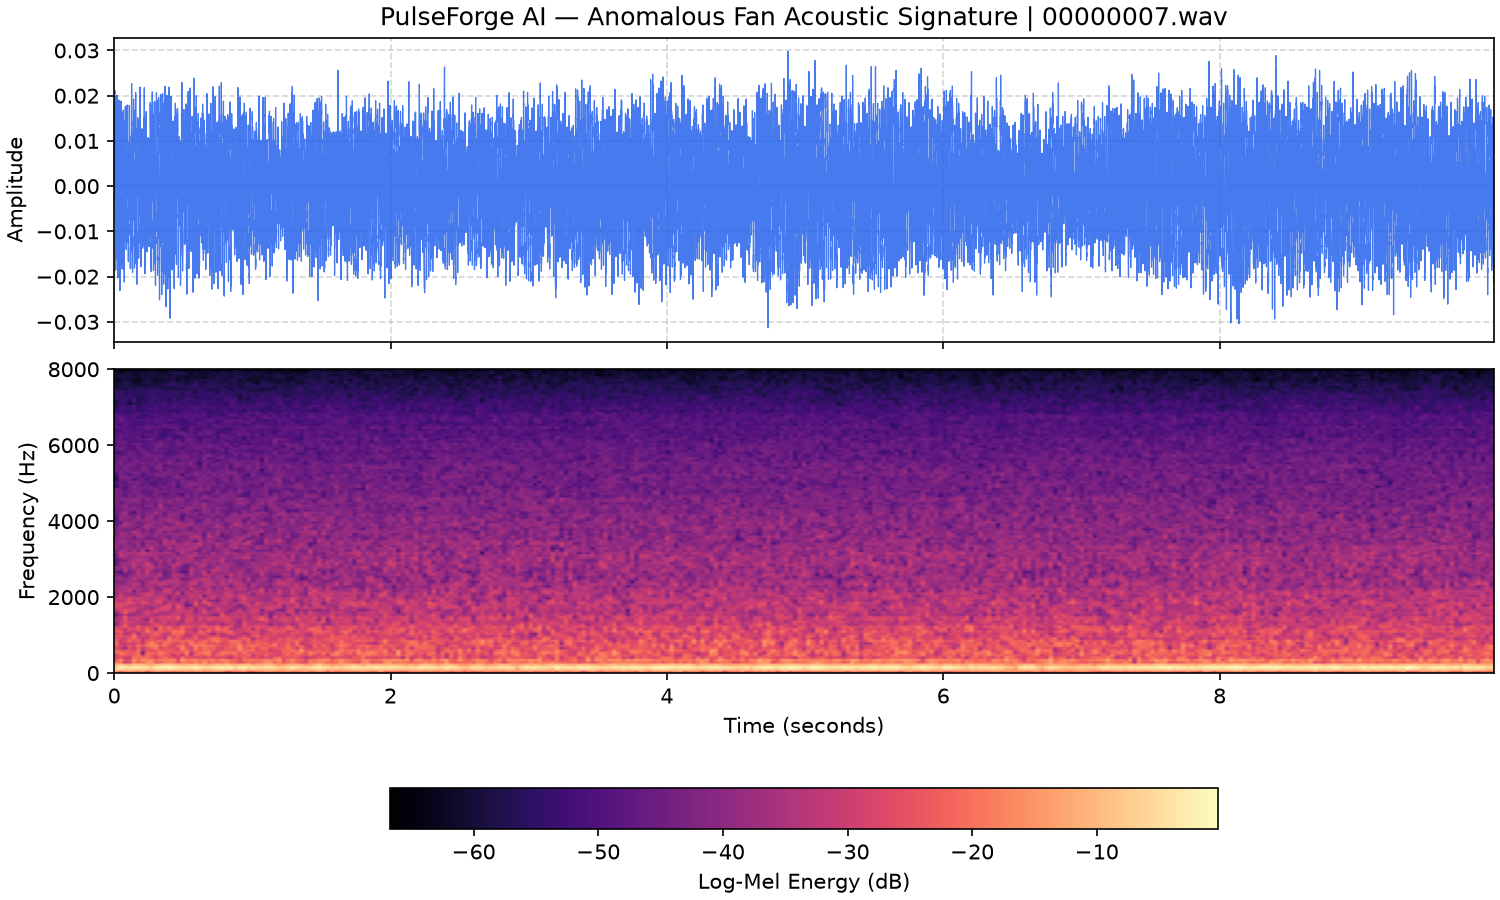 PulseForge AI — Anomalous Fan Acoustic Signature | 00000007.wav
0.03
0.02
0.01
0.00
−0.01
−0.02
−0.03
Amplitude
8000
6000
4000
2000
0
Frequency (Hz)
0 2 4 6 8
Time (seconds)
−60 −50 −40 −30 −20 −10
Log-Mel Energy (dB)